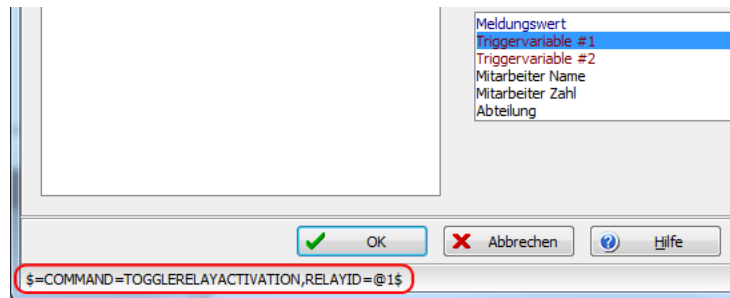 Meldungswert
Triggervariable #1
Triggervariable #2
Mitarbeiter Name
Mitarbeiter Zahl
Abteilung
OK Abbrechen Hilfe
$=COMMAND=TOGGLERELAYACTIVATION,RELAYID=@1$